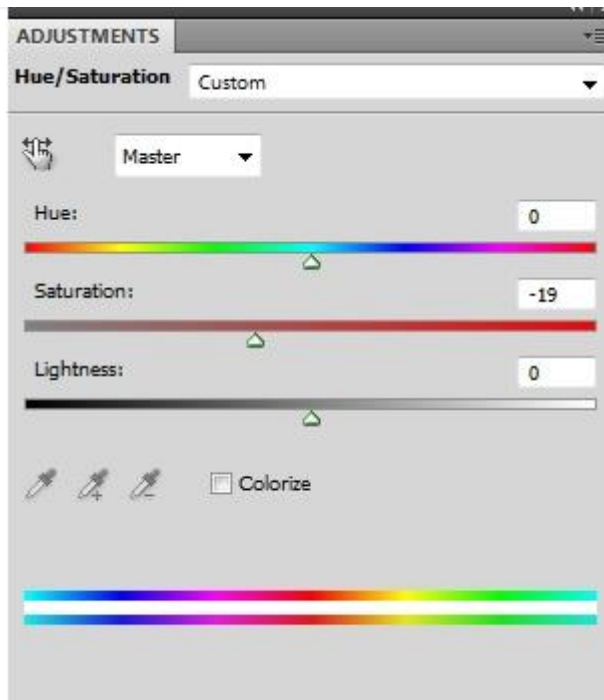 ADJUSTMENTS
Hue/Saturation Custom
Master
Hue: 0
Saturation: -19
Lightness: 0
Colorize